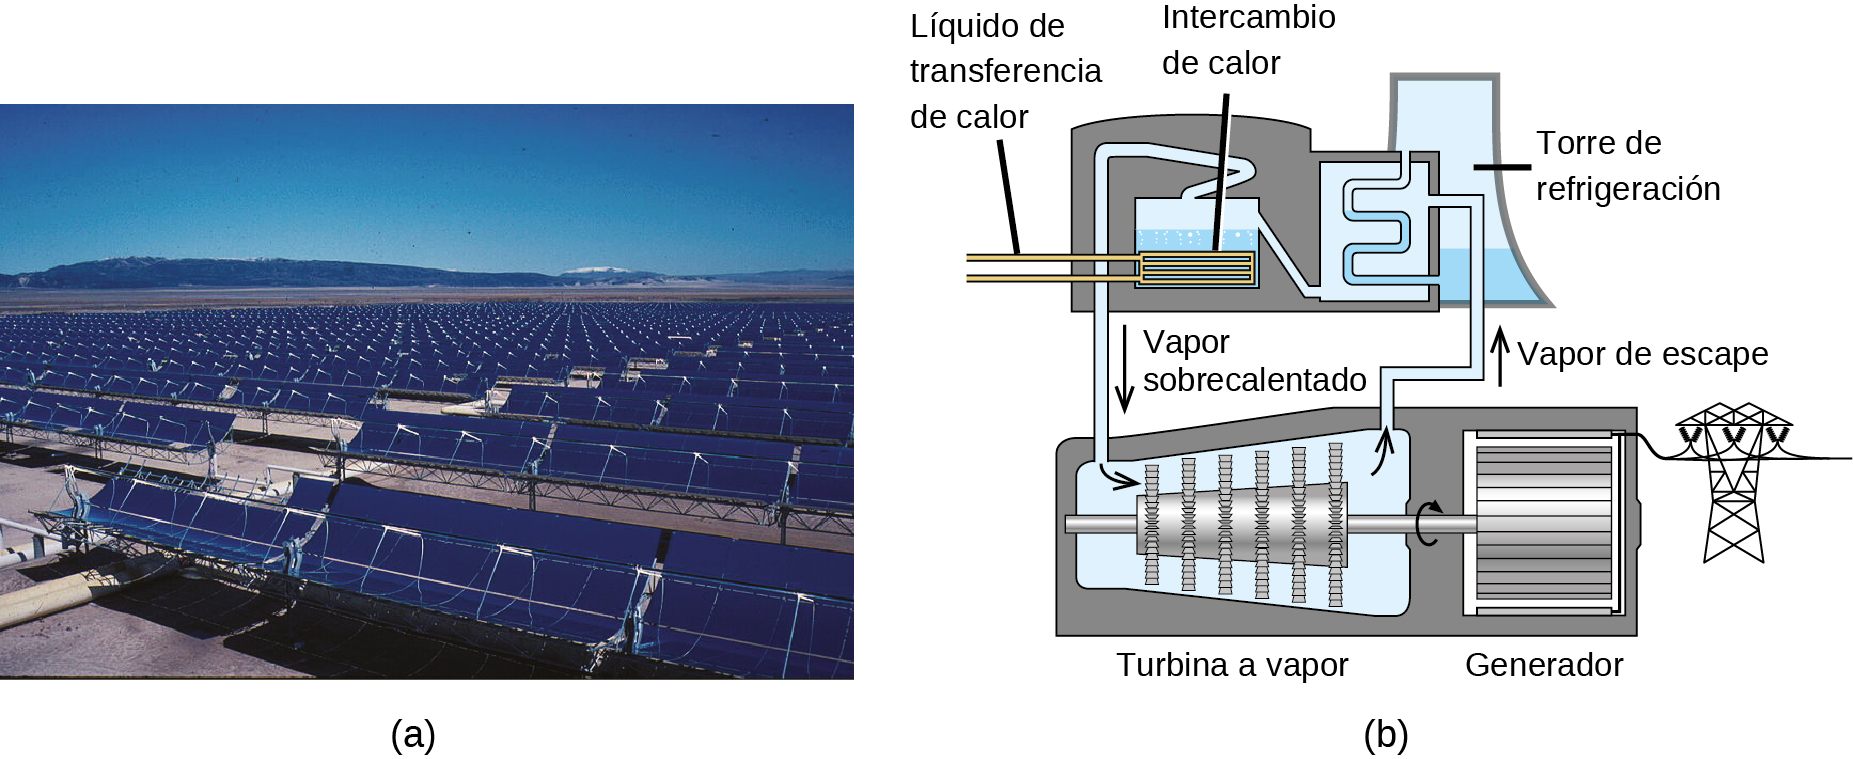 Líquido de
transferencia
de calor
Intercambio
de calor
Torre de
refrigeración
Vapor
sobrecalentado
Vapor de escape
Turbina a vapor
Generador
(a)
(b)